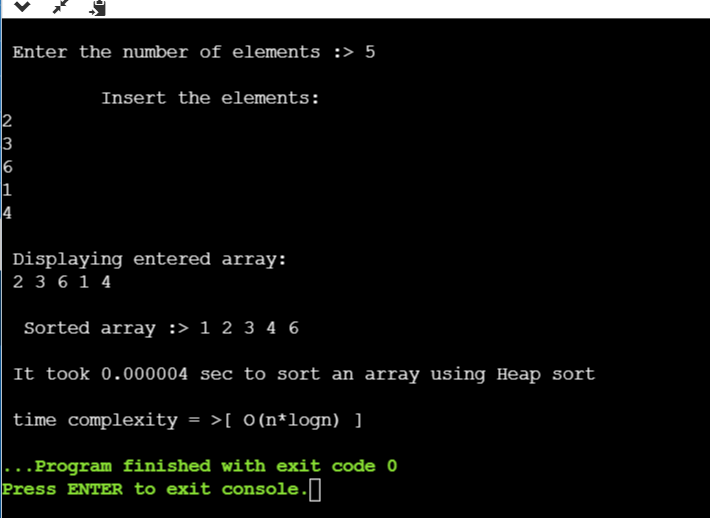 Enter the number of elements :> 5
Insert the elements:
2
3
6
1
4
Displaying entered array:
2 3 6 1 4
Sorted array :> 1 2 3 4 6
It took 0.000004 sec to sort an array using Heap sort
time complexity = >[ O(n*logn) ]
...Program finished with exit code 0
Press ENTER to exit console.